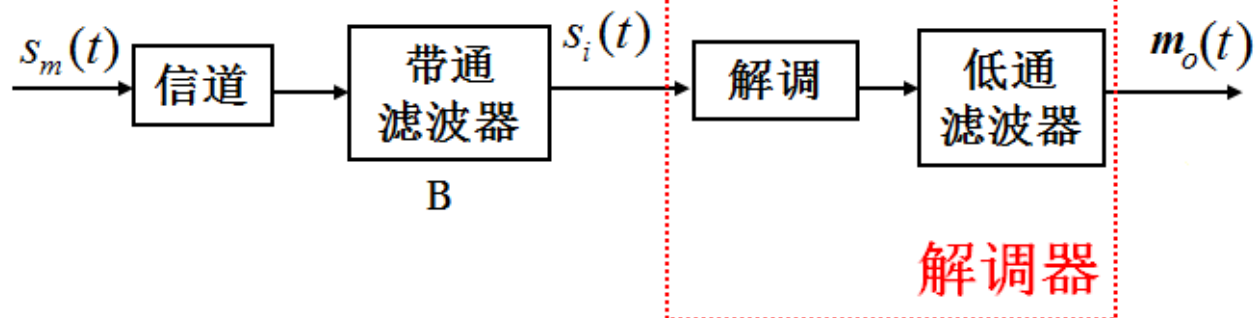 s_m(t)
信道
带通
滤波器
B
s_i(t)
解调
低通
滤波器
m_o(t)
解调器